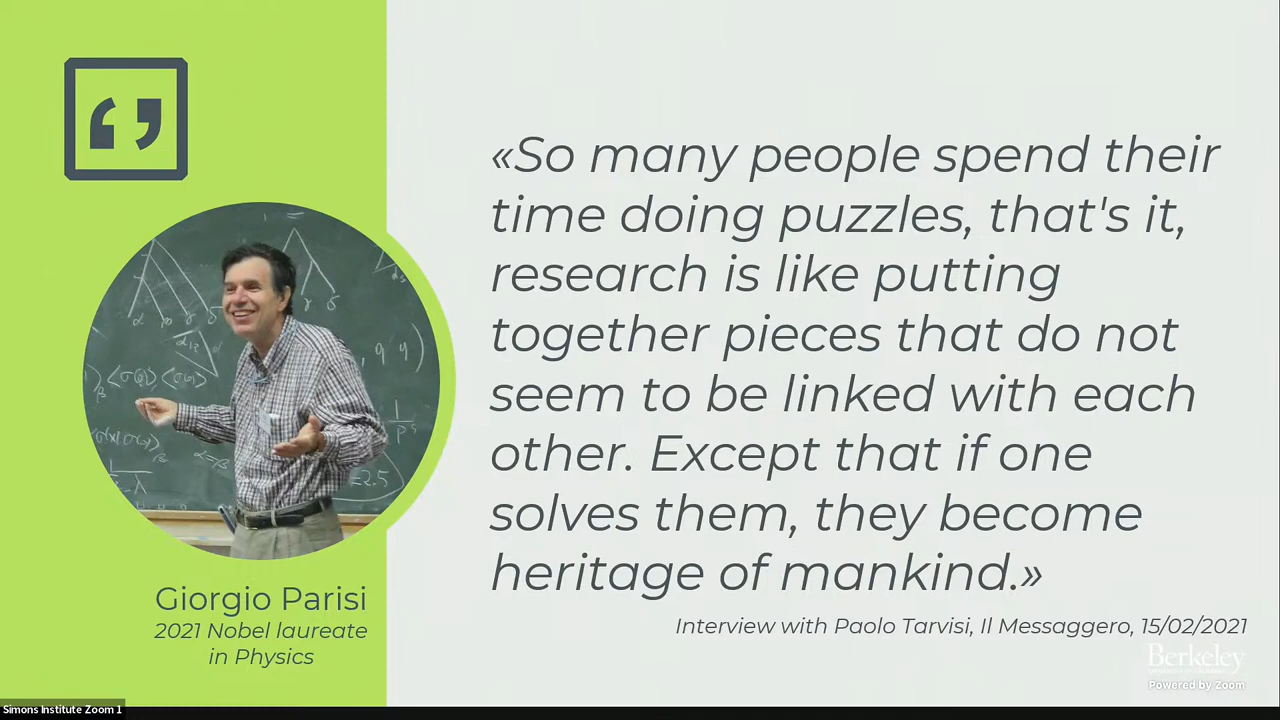 «So many people spend their
time doing puzzles, that's it,
research is like putting
together pieces that do not
seem to be linked with each
other. Except that if one
solves them, they become
heritage of mankind.»
Interview with Paolo Tarvisi, Il Messaggero, 15/02/2021
Giorgio Parisi
2021 Nobel laureate
in Physics
Berkeley
Powered by Zoom
Simons Institute Zoom 1